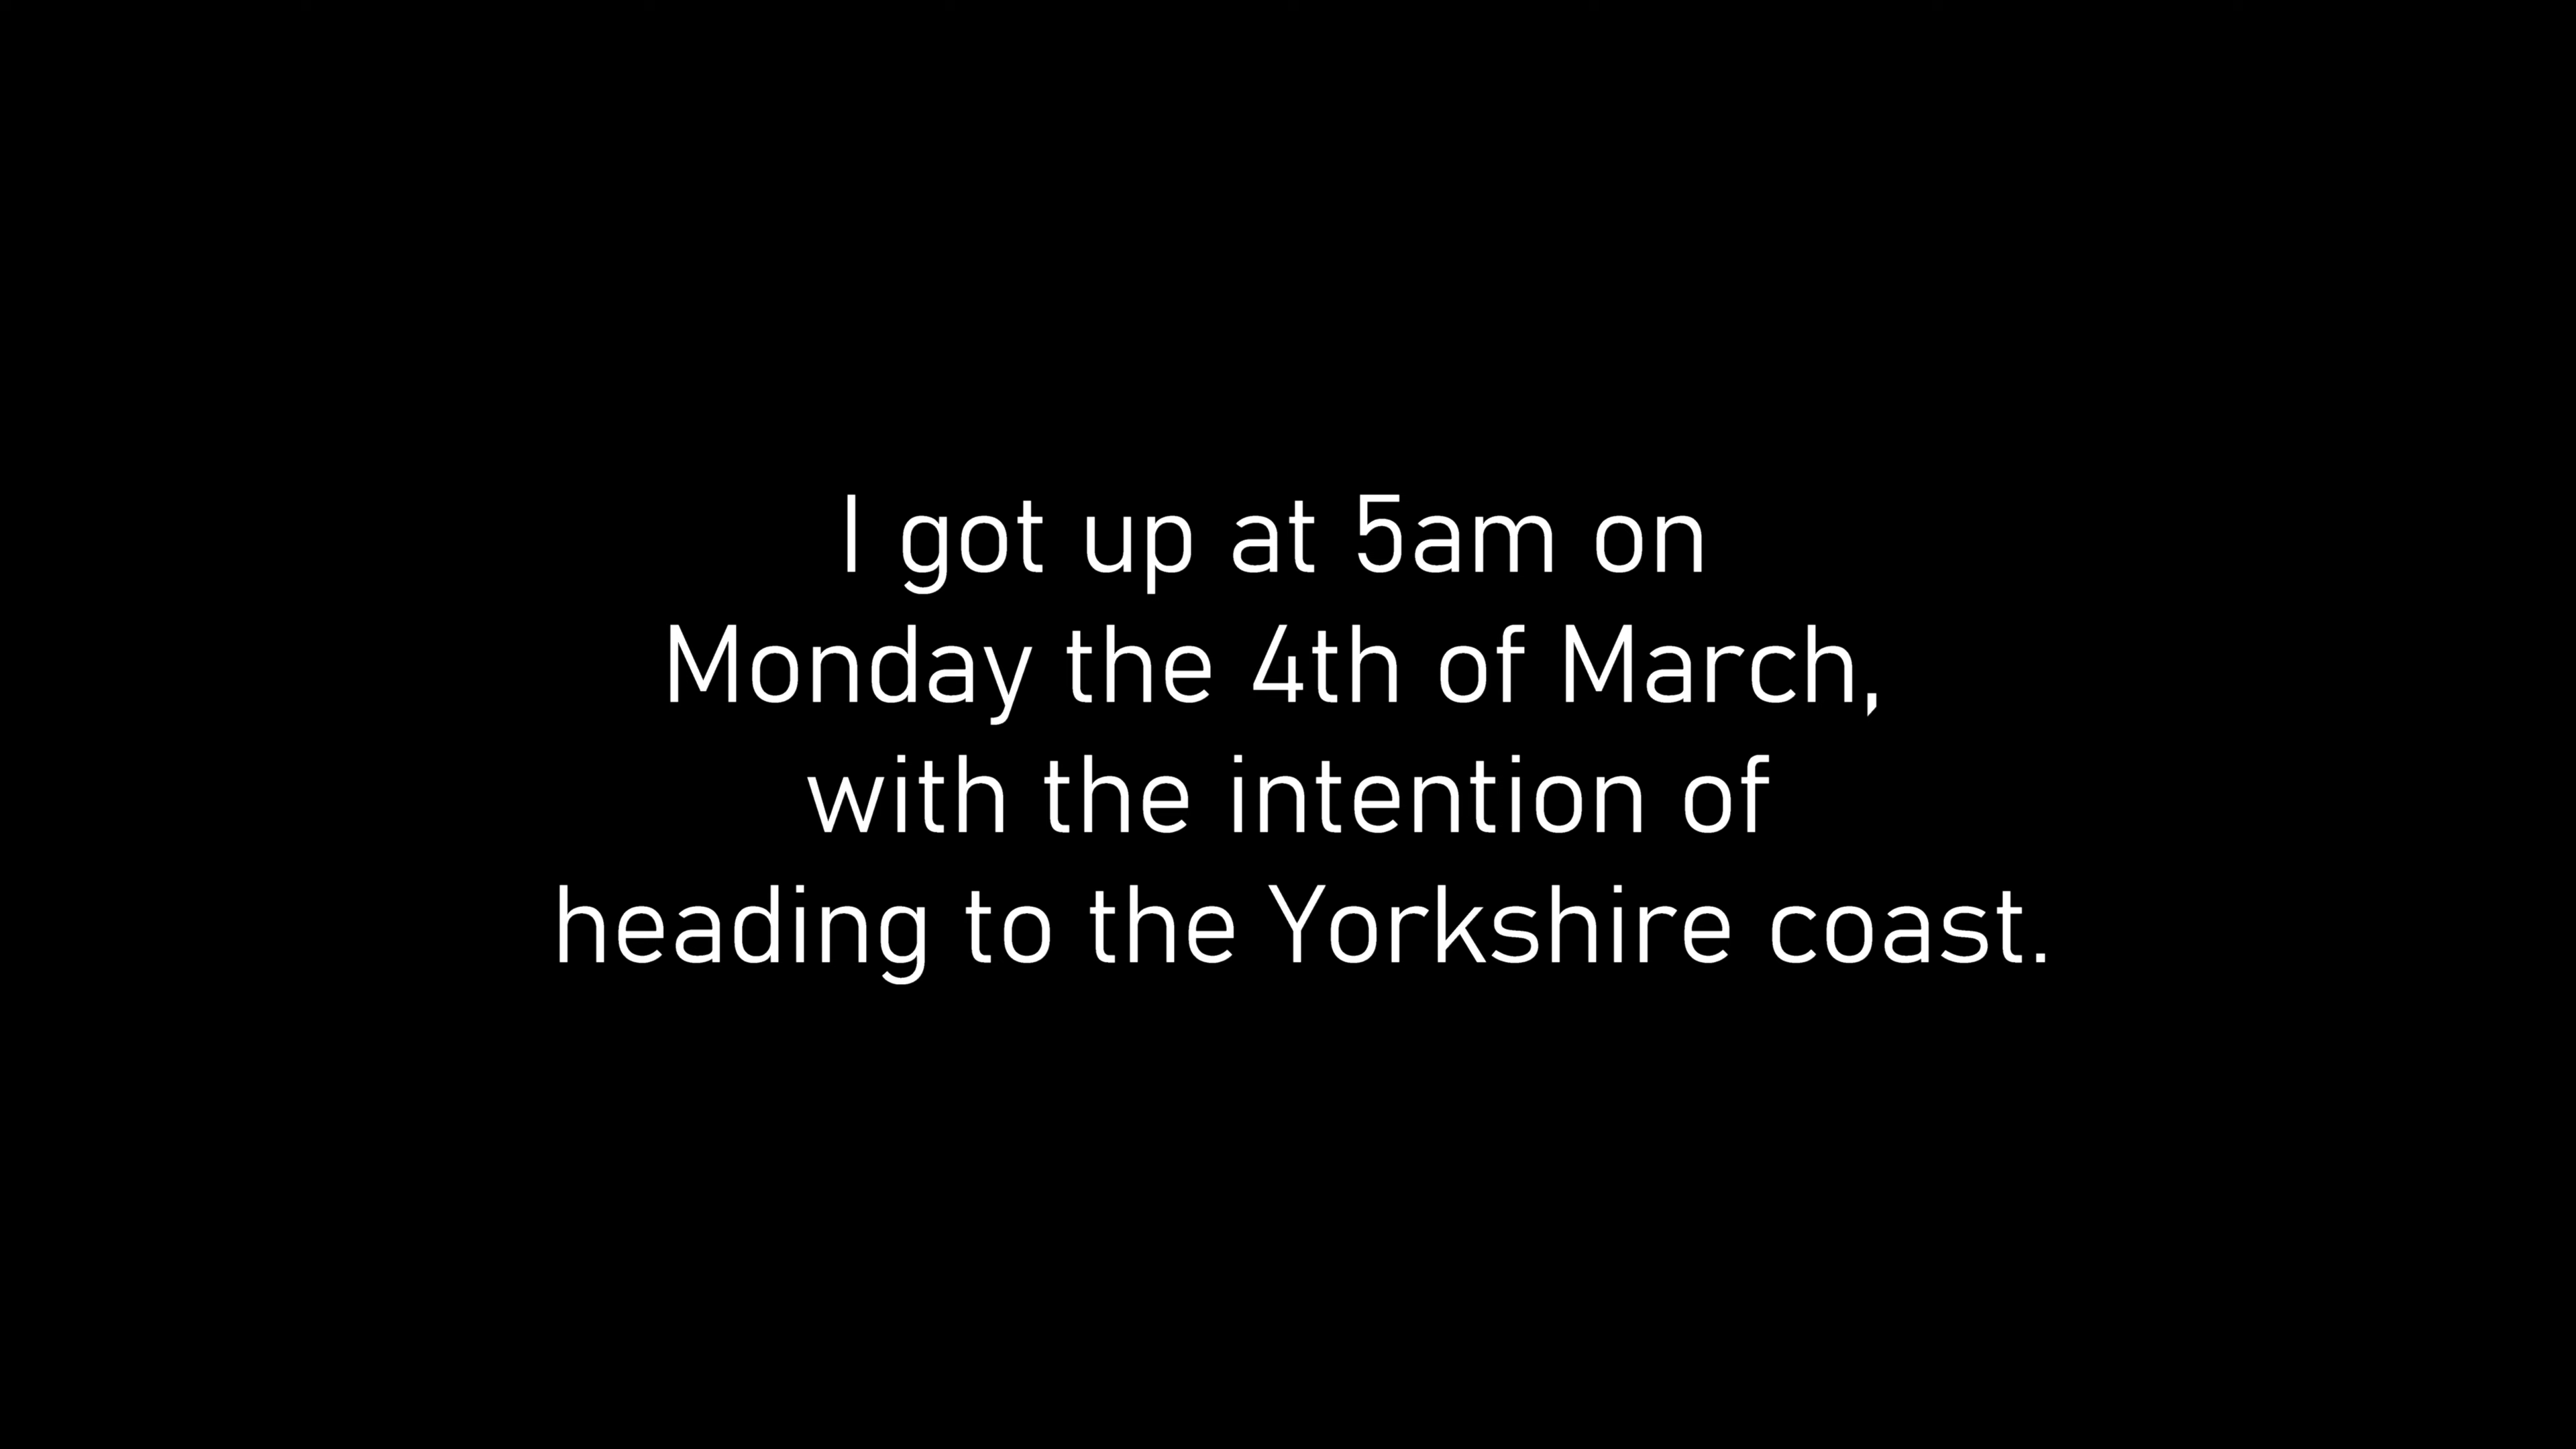 I got up at 5am on
Monday the 4th of March,
with the intention of
heading to the Yorkshire coast.